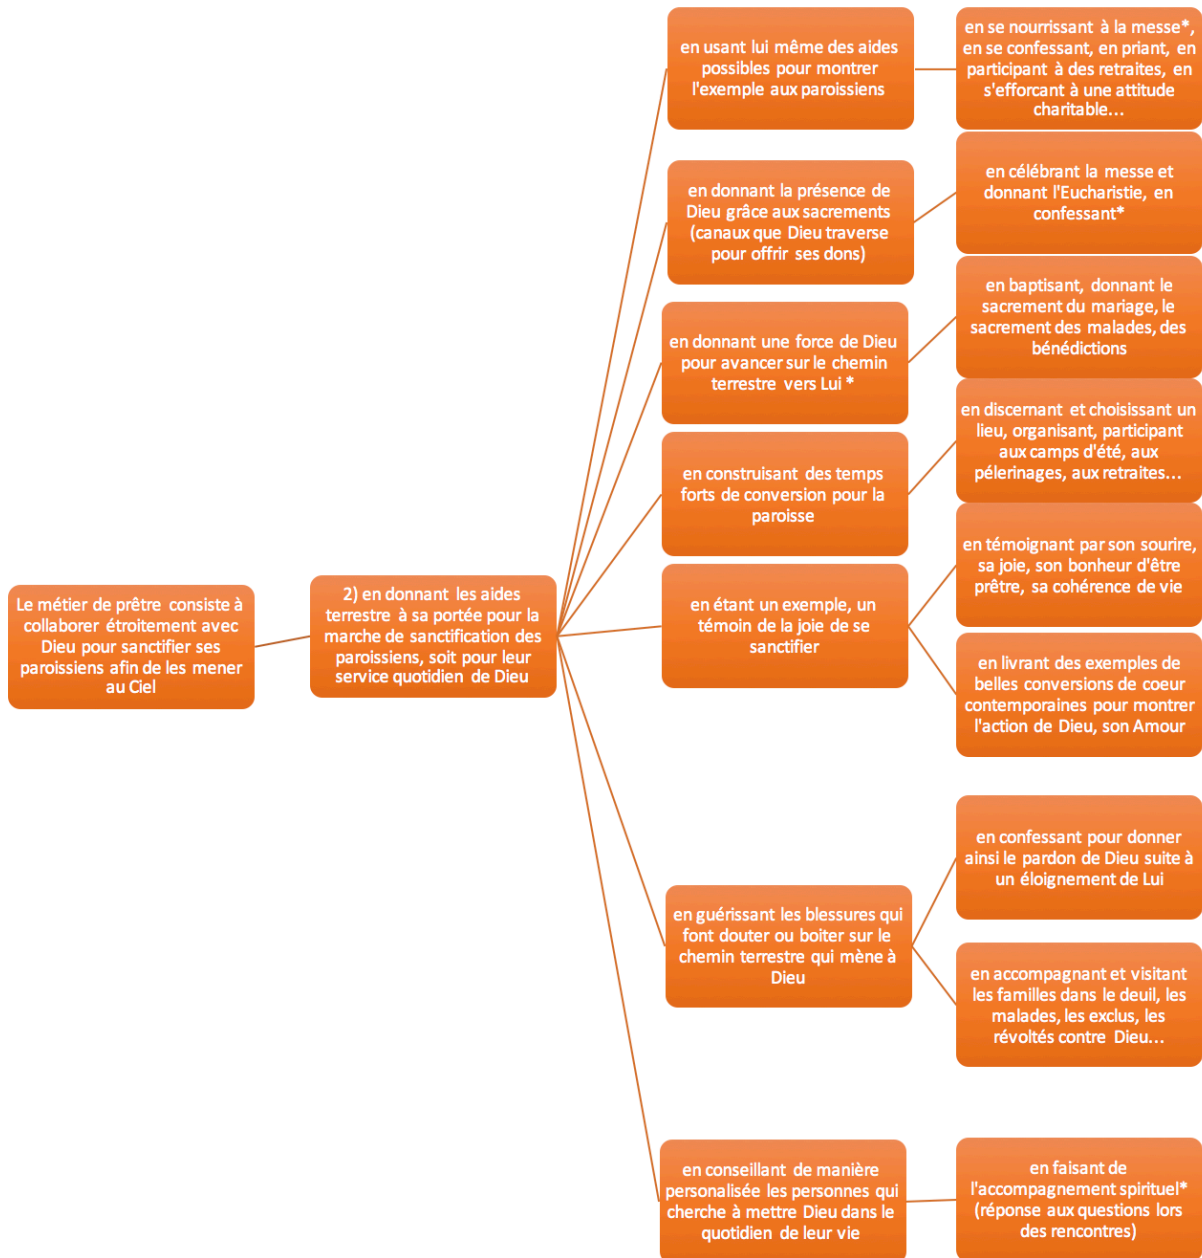 Le métier de prêtre consiste à
collaborer étroitement avec
Dieu pour sanctifier ses
paroissiens afin de les mener
au Ciel
2) en donnant les aides
terrestre à sa portée pour la
marche de sanctification des
paroissiens, soit pour leur
service quotidien de Dieu
en usant lui même des aides
possibles pour montrer
l'exemple aux paroissiens
en se nourrissant à la messe*,
en se confessant, en priant, en
participant à des retraites, en
s'efforcant à une attitude
charitable...
en donnant la présence de
Dieu grâce aux sacrements
(canaux que Dieu traverse
pour offrir ses dons)
en célébrant la messe et
donnant l'Eucharistie, en
confessant*
en donnant une force de Dieu
pour avancer sur le chemin
terrestre vers Lui *
en baptisant, donnant le
sacrement du mariage, le
sacrement des malades, des
bénédictions
en construisant des temps
forts de conversion pour la
paroisse
en discernant et choisissant un
lieu, organisant, participant
aux camps d'été, aux
pélerinages, aux retraites...
en étant un exemple, un
témoin de la joie de se
sanctifier
en témoignant par son sourire,
sa joie, son bonheur d'être
prêtre, sa cohérence de vie
en livrant des exemples de
belles conversions de coeur
contemporaines pour montrer
l'action de Dieu, son Amour
en guérissant les blessures qui
font douter ou boiter sur le
chemin terrestre qui mène à
Dieu
en confessant pour donner
ainsi le pardon de Dieu suite à
un éloignement de Lui
en accompagnant et visitant
les familles dans le deuil, les
malades, les exclus, les
révoltés contre Dieu...
en conseillant de manière
personalisée les personnes qui
cherche à mettre Dieu dans le
quotidien de leur vie
en faisant de
l'accompagnement spirituel*
(réponse aux questions lors
des rencontres)